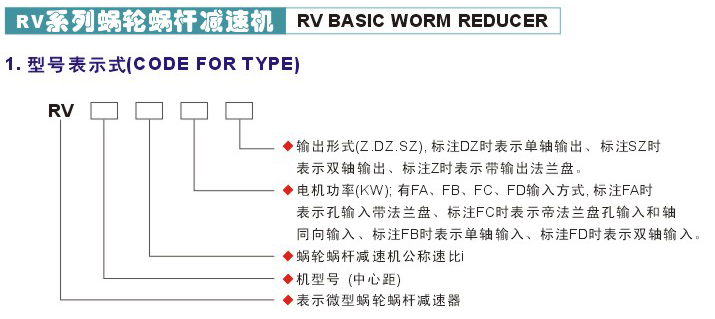 RV系列蜗轮蜗杆减速机 RV BASIC WORM REDUCER
1. 型号表示式(CODE FOR TYPE)
RV
◆输出形式(Z.DZ.SZ), 标注DZ时表示单轴输出、标注SZ时
表示双轴输出、标注Z时表示带输出法兰盘。
◆电机功率(KW); 有FA、FB、FC、FD输入方式, 标注FA时
表示孔输入带法兰盘、标注FC时表示帝法兰盘孔输入和轴
同向输入、标注FB时表示单轴输入、标注FD时表示双轴输入。
◆蜗轮蜗杆减速机公称速比i
◆机型号 (中心距)
◆表示微型蜗轮蜗杆减速器